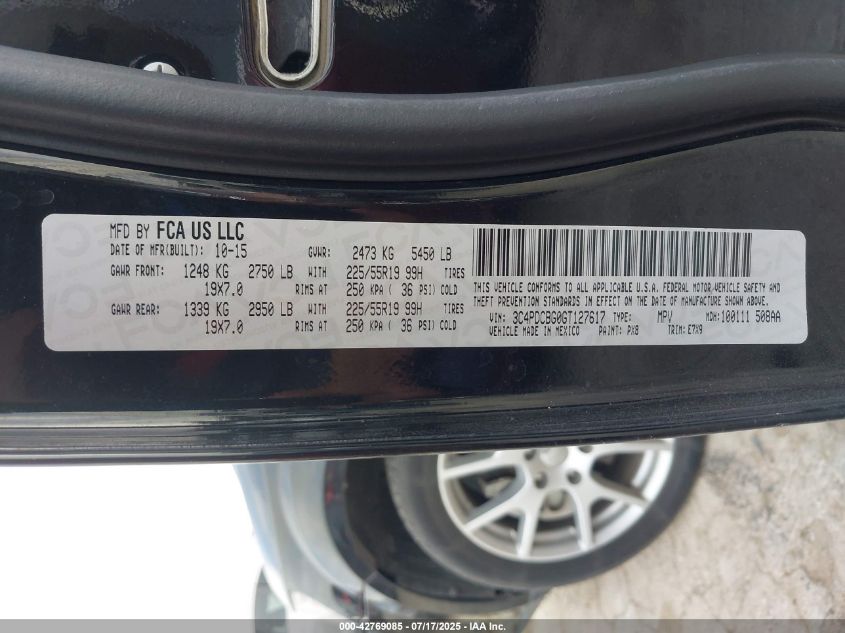 MFD BY FCA US LLC
DATE OF MFR(BUILT): 10-15 GVWR: 2473 KG 5450 LB
GAWR FRONT: 1248 KG 2750 LB WITH 225/55R19 99H TIRES
19X7.0 RIMS AT 250 KPA ( 36 PSI) COLD
GAWR REAR: 1339 KG 2950 LB WITH 225/55R19 99H TIRES
19X7.0 RIMS AT 250 KPA ( 36 PSI) COLD
THIS VEHICLE CONFORMS TO ALL APPLICABLE U.S.A. FEDERAL MOTOR VEHICLE SAFETY AND
THEFT PREVENTION STANDARDS IN EFFECT ON THE DATE OF MANUFACTURE SHOWN ABOVE.
VIN: 3C4PDCBG0GT127617 TYPE: MPV MDH: 100111 508AA
VEHICLE MADE IN MEXICO PAINT: PX8 TRIM: E7X9
000-42769085 - 07/17/2025 - IAA Inc.